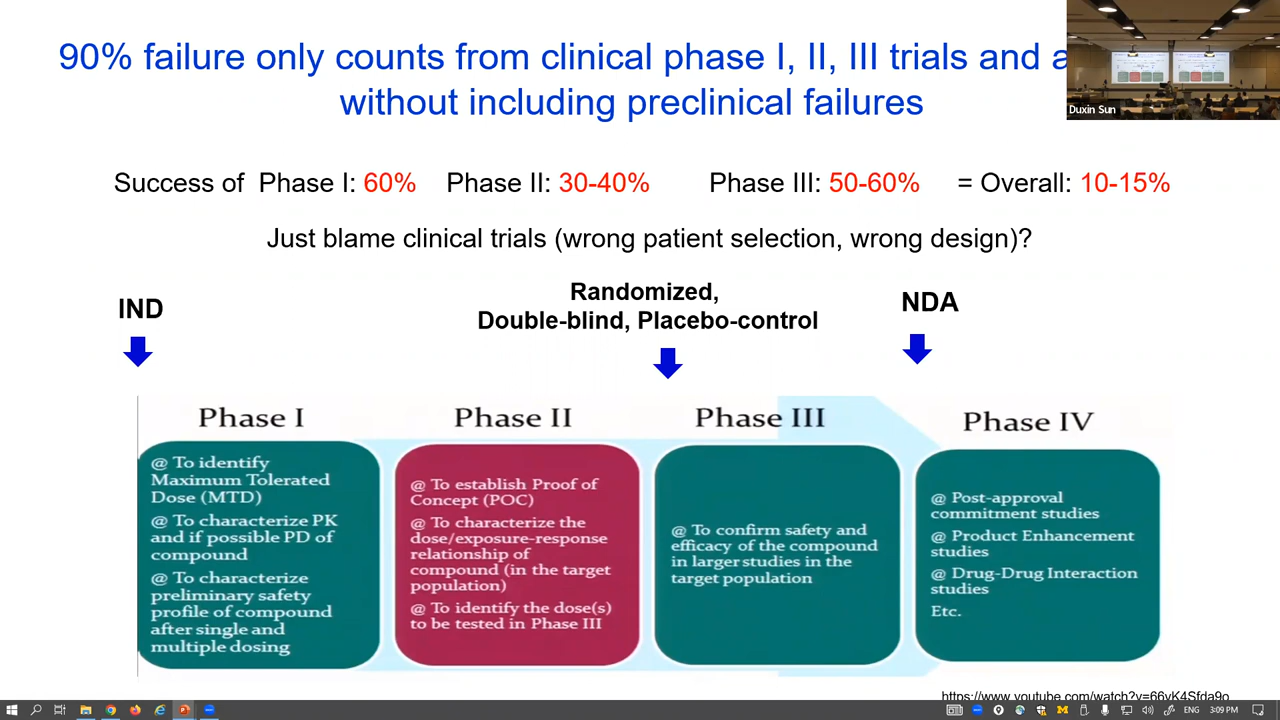 90% failure only counts from clinical phase I, II, III trials and a
without including preclinical failures
Duxin Sun
Success of Phase I: 60% Phase II: 30-40% Phase III: 50-60% = Overall: 10-15%
Just blame clinical trials (wrong patient selection, wrong design)?
IND
Randomized,
Double-blind, Placebo-control
NDA
Phase I
@ To identify
Maximum Tolerated
Dose (MTD)
@ To characterize PK
and if possible PD of
compound
@ To characterize
preliminary safety
profile of compound
after single and
multiple dosing
Phase II
@ To establish Proof of
Concept (POC)
@ To characterize the
dose/exposure-response
relationship of
compound (in the target
population)
@ To identify the dose(s)
to be tested in Phase III
Phase III
@ To confirm safety and
efficacy of the compound
in larger studies in the
target population
Phase IV
@ Post-approval
commitment studies
@ Product Enhancement
studies
@ Drug-Drug Interaction
studies
Etc.
https://www.youtube.com/watch?v=66yK4Sfda9o
ENG
3:09 PM